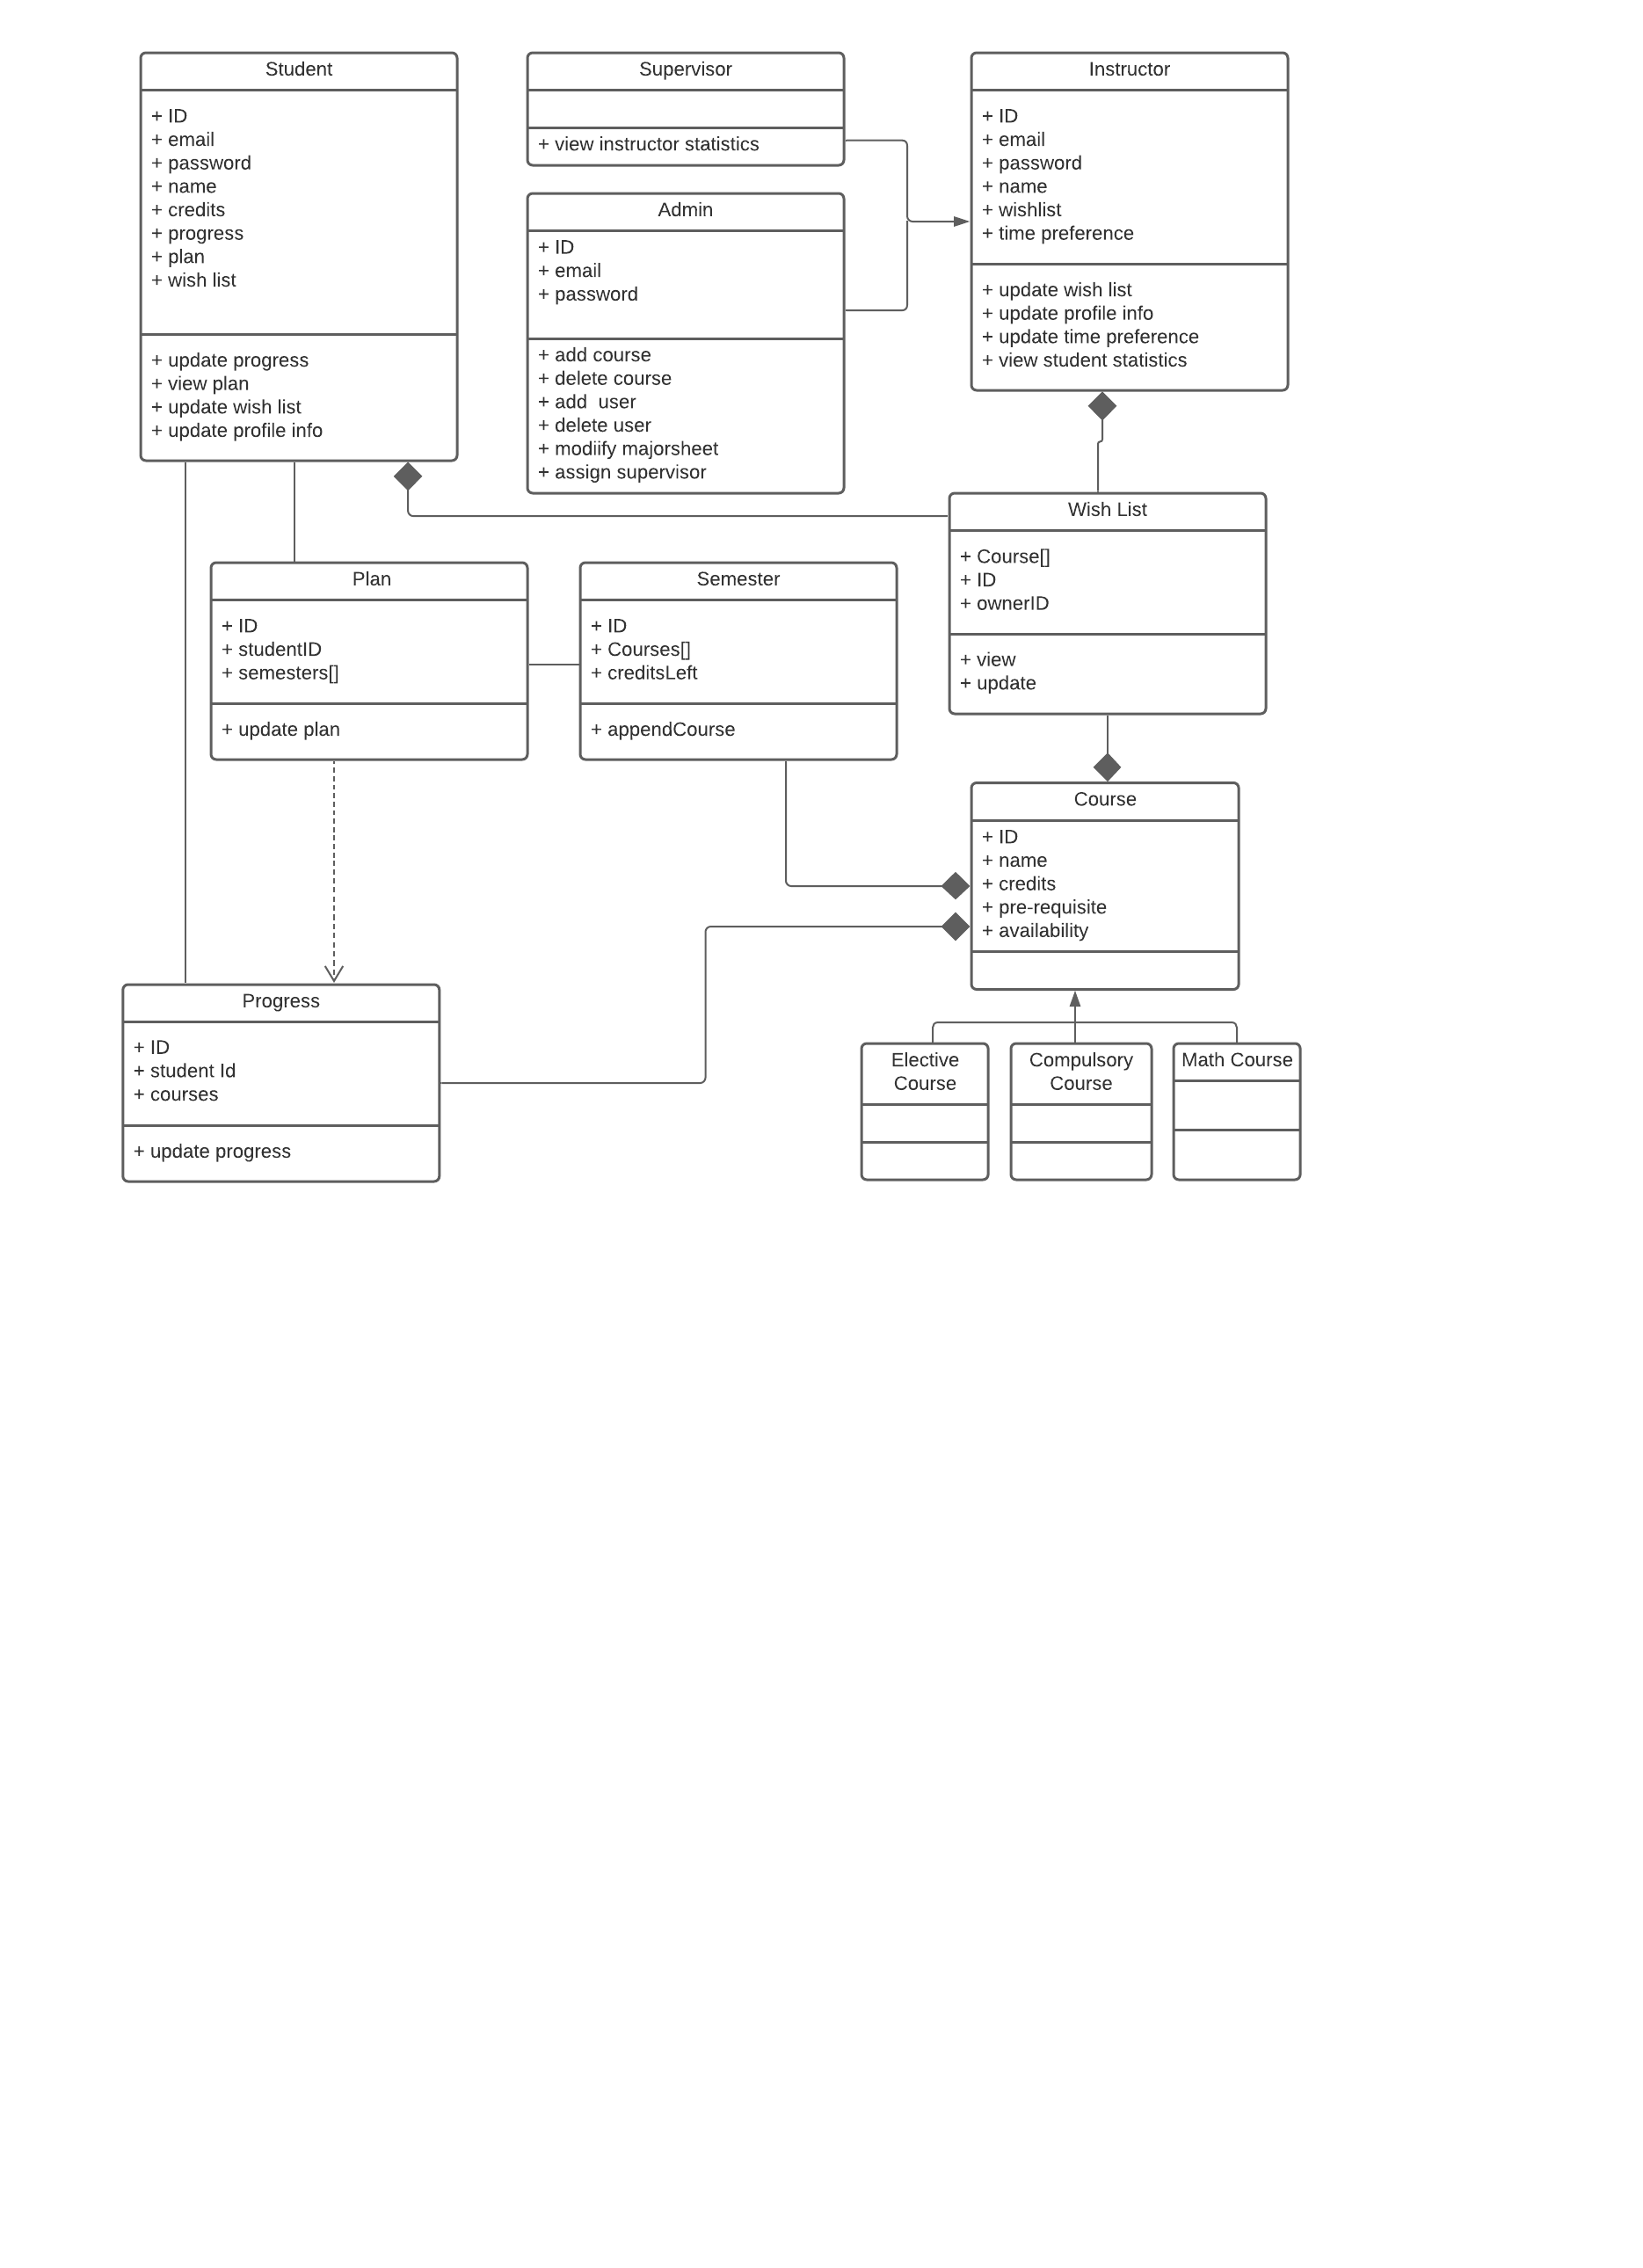 Student
+ ID
+ email
+ password
+ name
+ credits
+ progress
+ plan
+ wish list
+ update progress
+ view plan
+ update wish list
+ update profile info
Supervisor
+ view instructor statistics
Admin
+ ID
+ email
+ password
+ add course
+ delete course
+ add  user
+ delete user
+ modiify majorsheet
+ assign supervisor
Instructor
+ ID
+ email
+ password
+ name
+ wishlist
+ time preference
+ update wish list
+ update profile info
+ update time preference
+ view student statistics
Plan
+ ID
+ studentID
+ semesters[]
+ update plan
Semester
+ ID
+ Courses[]
+ creditsLeft
+ appendCourse
Wish List
+ Course[]
+ ID
+ ownerID
+ view
+ update
Course
+ ID
+ name
+ credits
+ pre-requisite
+ availability
Progress
+ ID
+ student Id
+ courses
+ update progress
Elective
Course
Compulsory
Course
Math Course